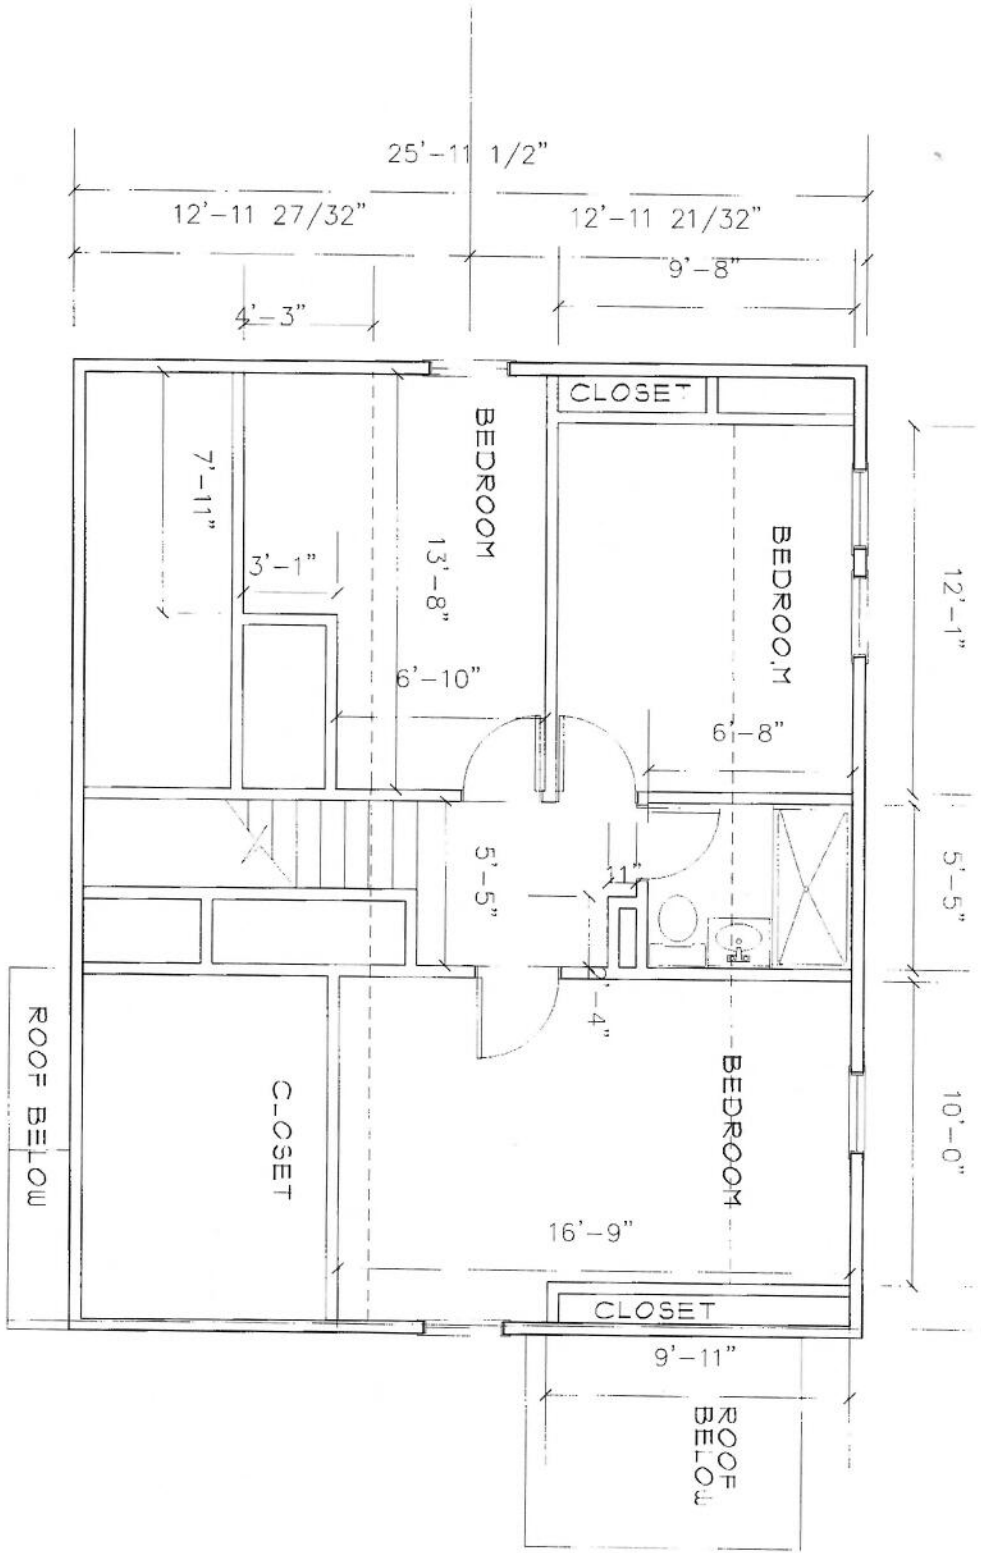 25'-11 1/2"
12'-11 27/32"
12'-11 21/32"
9'-8"
4'-3"
CLOSET
BEDROOM
7'-11"
3'-1"
13'-8"
6'-10"
BEDROOM
12'-1"
6'-8"
5'-5"
11"
5'-5"
'-4"
ROOF BELOW
CLOSET
BEDROOM
10'-0"
16'-9"
CLOSET
9'-11"
ROOF
BELOW